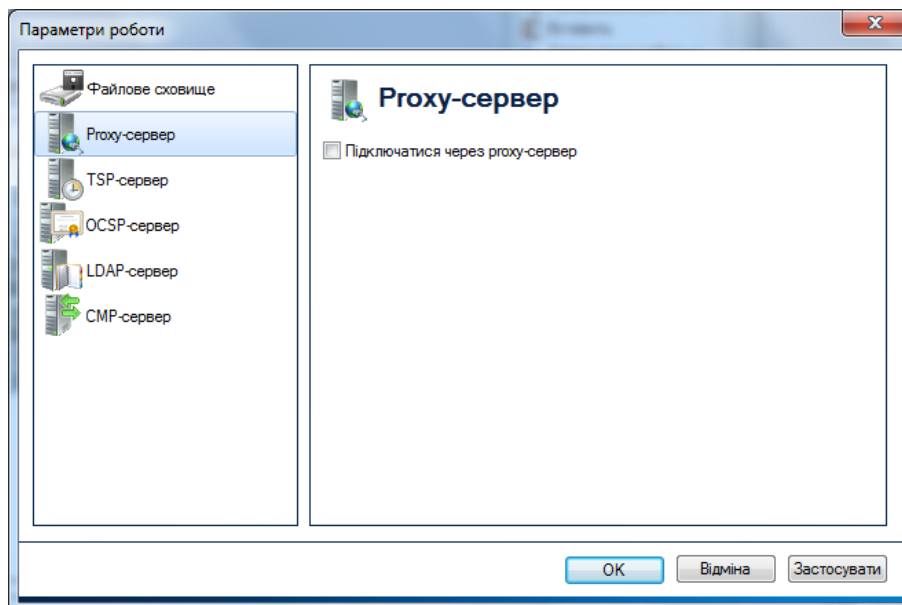 Параметри роботи
Файлове сховище
Proxy-сервер
TSP-сервер
OCSP-сервер
LDAP-сервер
CMP-сервер
Proxy-сервер
Підключатися через proxy-сервер
OK
Відміна
Застосувати